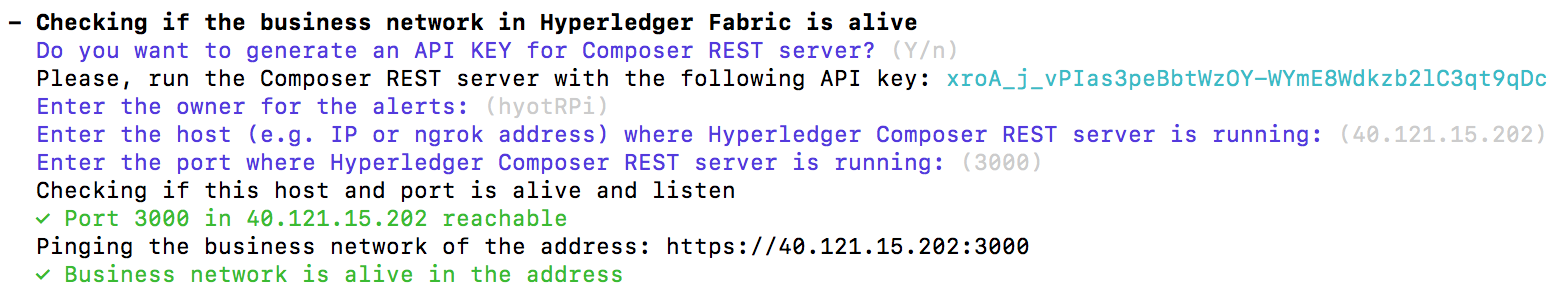 – Checking if the business network in Hyperledger Fabric is alive
Do you want to generate an API KEY for Composer REST server? (Y/n)
Please, run the Composer REST server with the following API key: xroA_j_vPIas3peBbtWzOY-WYmE8Wdkzb2lC3qt9qDc
Enter the owner for the alerts: (hyotRPi)
Enter the host (e.g. IP or ngrok address) where Hyperledger Composer REST server is running: (40.121.15.202)
Enter the port where Hyperledger Composer REST server is running: (3000)
Checking if this host and port is alive and listen
✓ Port 3000 in 40.121.15.202 reachable
Pinging the business network of the address: https://40.121.15.202:3000
✓ Business network is alive in the address